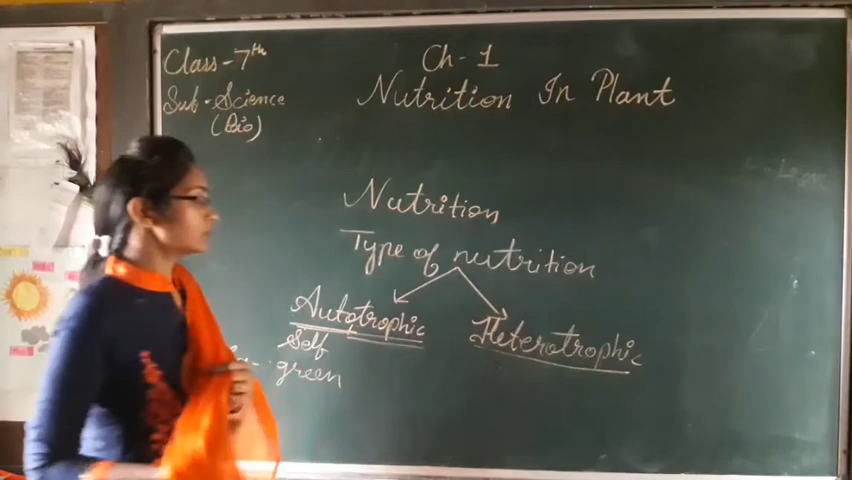 Class-7th
Ch-1
Sub-Science
(Bio)
Nutrition In Plant
Nutrition
Type of nutrition
Autotrophic
Heterotrophic
Self
green